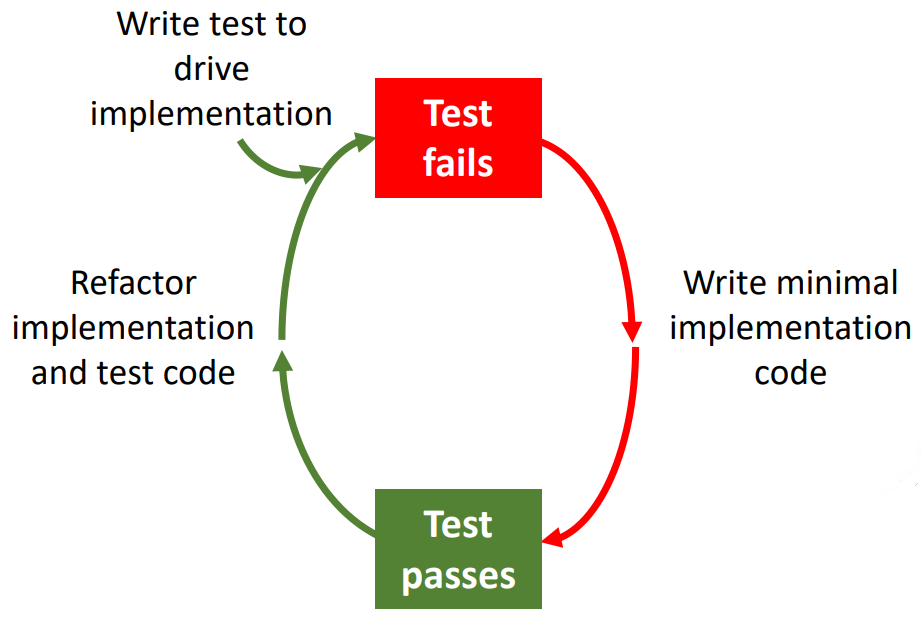 Write test to
drive
implementation
Test
fails
Refactor
implementation
and test code
Write minimal
implementation
code
Test
passes